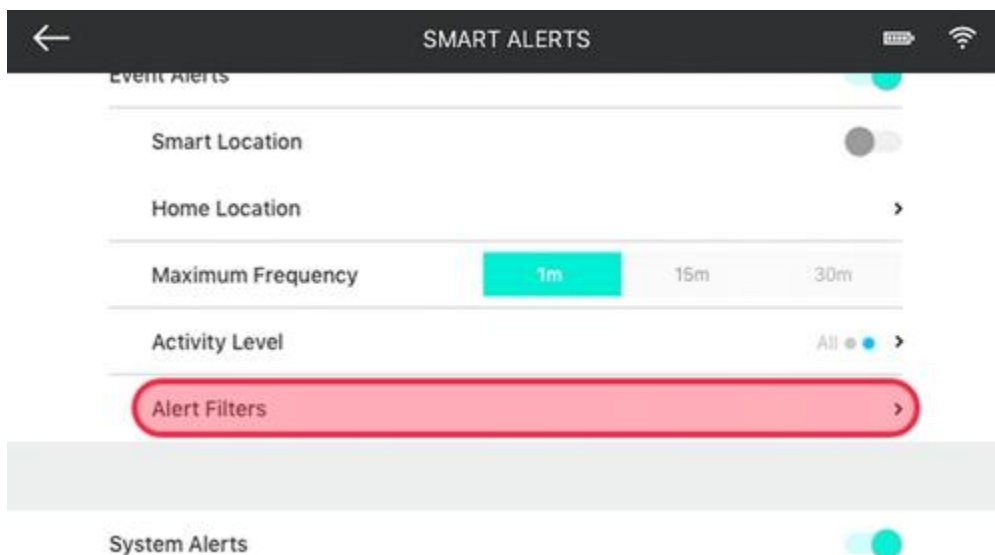 SMART ALERTS
Event Alerts
Smart Location
Home Location
Maximum Frequency 1m 15m 30m
Activity Level All
Alert Filters
System Alerts